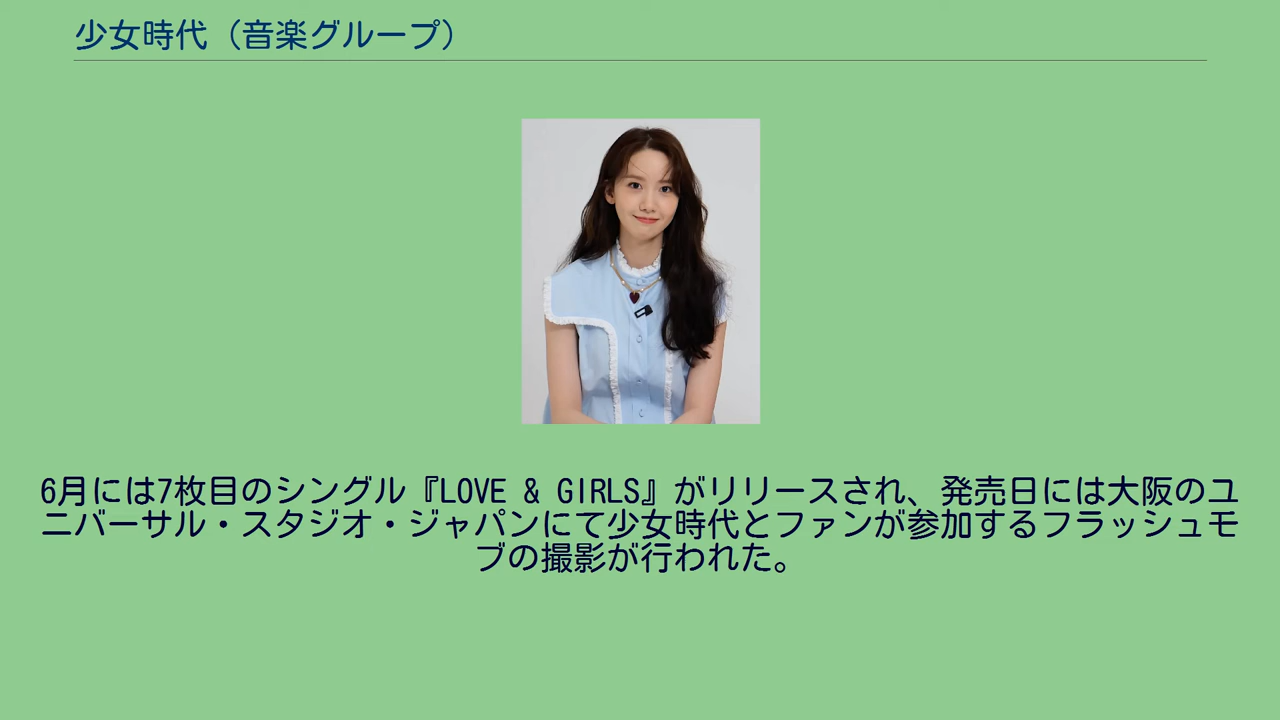 少女時代（音楽グループ）
6月には7枚目のシングル『LOVE & GIRLS』がリリースされ、発売日には大阪のユ
ニバーサル・スタジオ・ジャパンにて少女時代とファンが参加するフラッシュモ
ブの撮影が行われた。